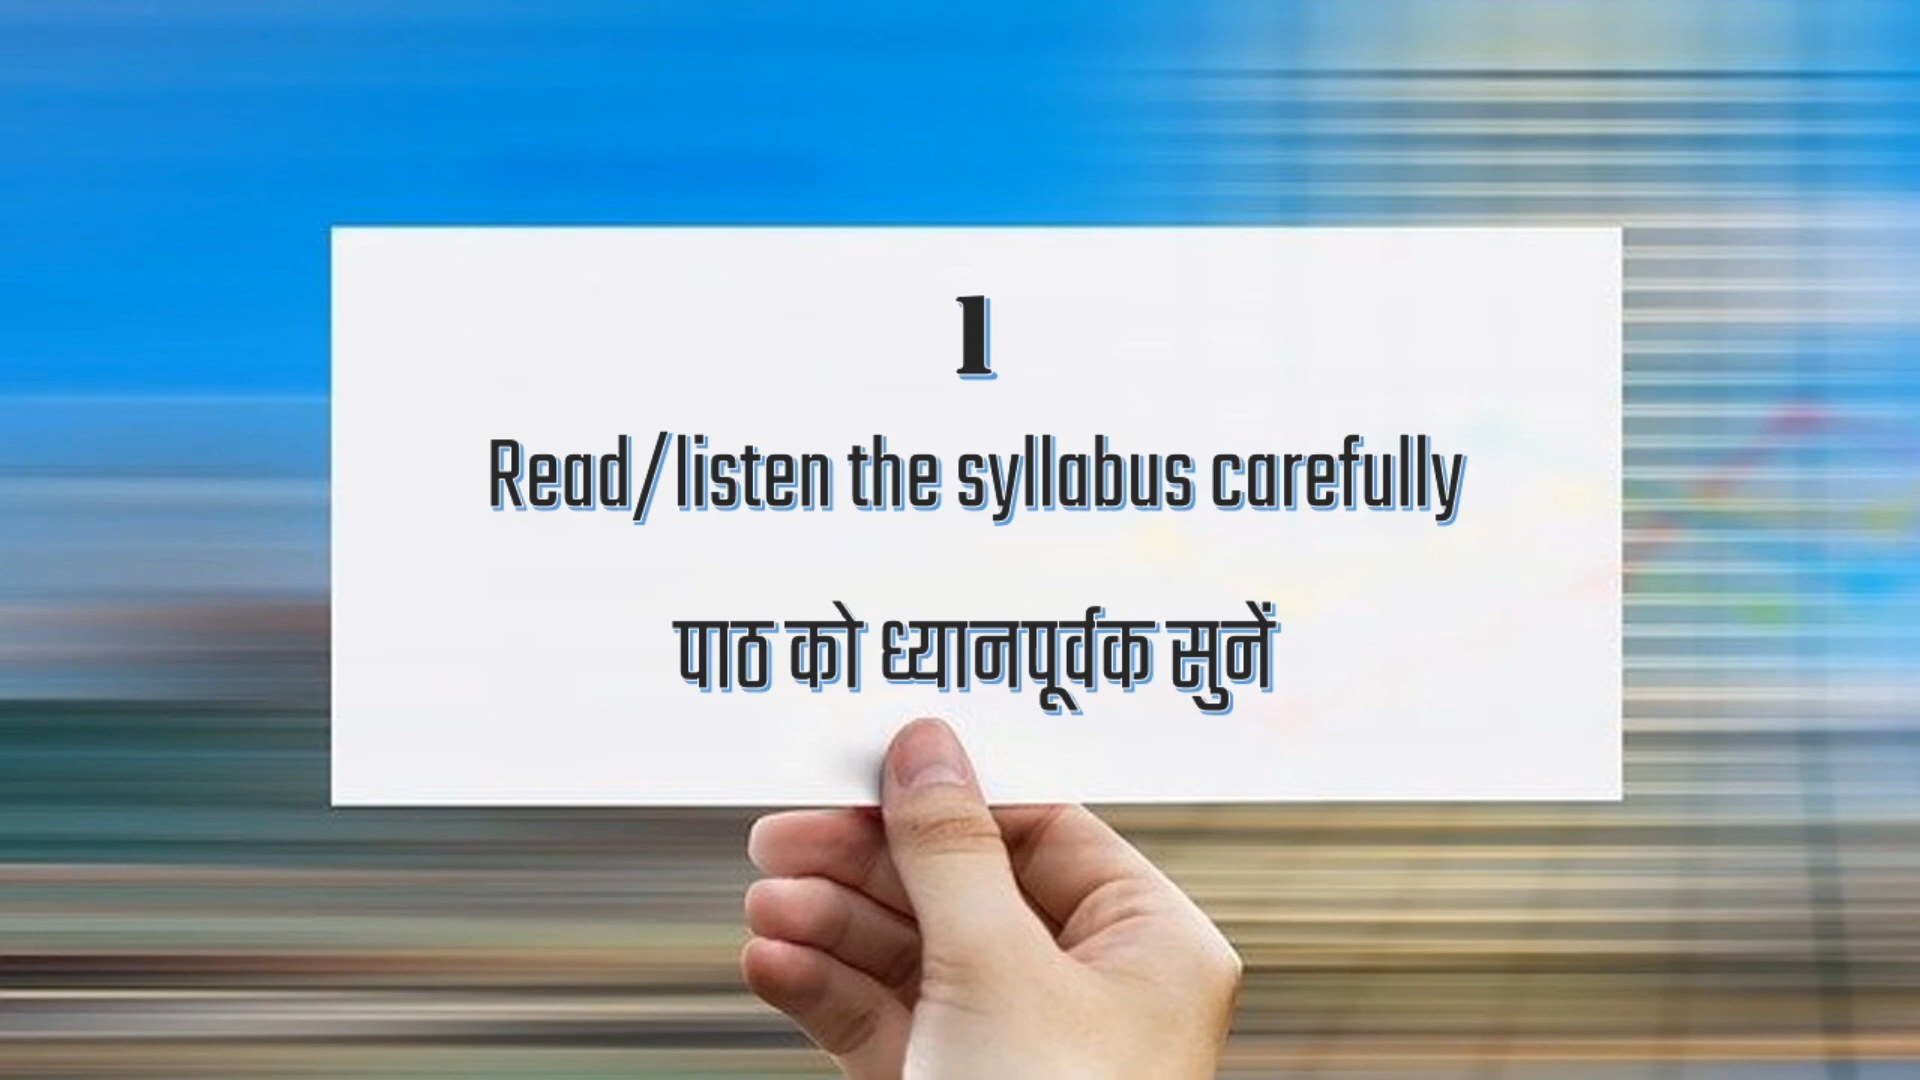 1
Read/listen the syllabus carefully
पाठ को ध्यानपूर्वक सुनें